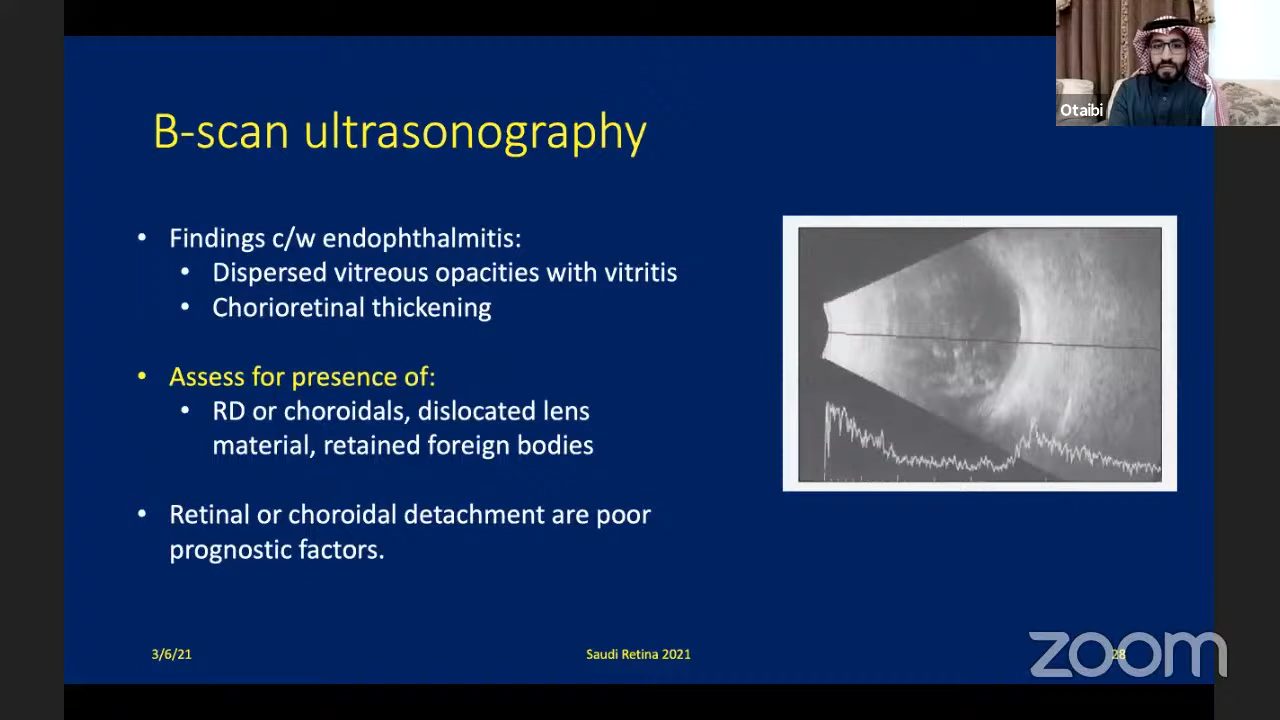 Otaibi
B-scan ultrasonography
• Findings c/w endophthalmitis:
• Dispersed vitreous opacities with vitritis
• Chorioretinal thickening
• Assess for presence of:
• RD or choroidals, dislocated lens
material, retained foreign bodies
• Retinal or choroidal detachment are poor
prognostic factors.
3/6/21
Saudi Retina 2021
28
zoom